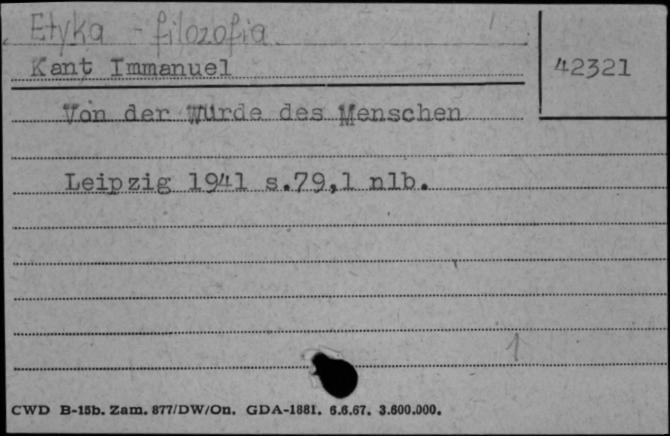 Etyka - filozofia
Kant Immanuel
42321
Von der Würde des Menschen
Leipzig 1941 s.79,1 nlb.
1
CWD B-15b. Zam. 877/DW/On. GDA-1881. 6.6.67. 3.600.000.